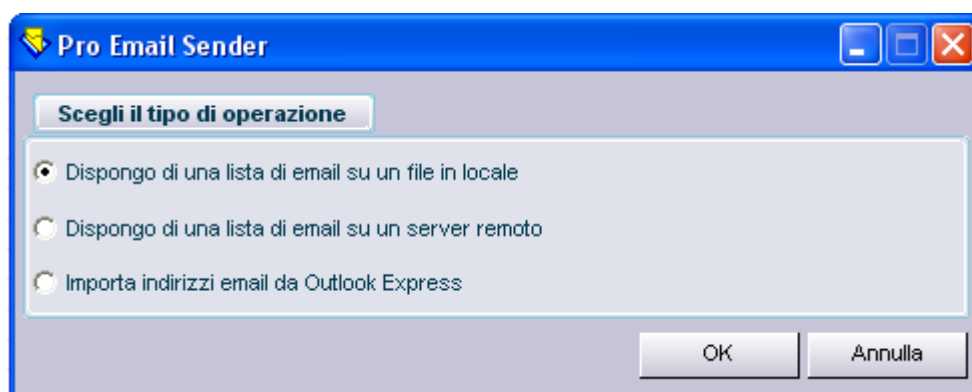 Pro Email Sender
Scegli il tipo di operazione
Dispongo di una lista di email su un file in locale
Dispongo di una lista di email su un server remoto
Importa indirizzi email da Outlook Express
OK Annulla